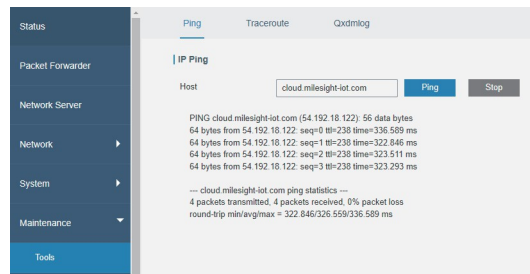 Status
Packet Forwarder
Network Server
Network
System
Maintenance
Tools
Ping Traceroute Qxdmlog
IP Ping
Host cloud.milesight-iot.com Ping Stop
PING cloud.milesight-iot.com (54.192.18.122): 56 data bytes
64 bytes from 54.192.18.122: seq=0 ttl=238 time=336.589 ms
64 bytes from 54.192.18.122: seq=1 ttl=238 time=322.846 ms
64 bytes from 54.192.18.122: seq=2 ttl=238 time=323.511 ms
64 bytes from 54.192.18.122: seq=3 ttl=238 time=323.293 ms
--- cloud.milesight-iot.com ping statistics ---
4 packets transmitted, 4 packets received, 0% packet loss
round-trip min/avg/max = 322.846/326.559/336.589 ms